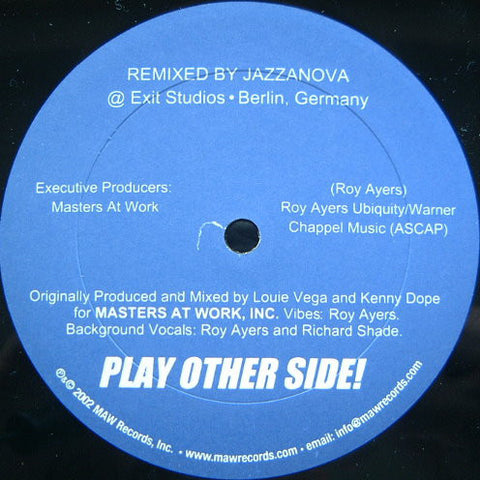 REMIXED BY JAZZANOVA
@ Exit Studios • Berlin, Germany
Executive Producers:
Masters At Work
(Roy Ayers)
Roy Ayers Ubiquity/Warner
Chappel Music (ASCAP)
Originally Produced and Mixed by Louie Vega and Kenny Dope
for MASTERS AT WORK, INC. Vibes: Roy Ayers.
Background Vocals: Roy Ayers and Richard Shade.
PLAY OTHER SIDE!
℗&© 2002 MAW Records, Inc. • www.mawrecords.com • email: info@mawrecords.com